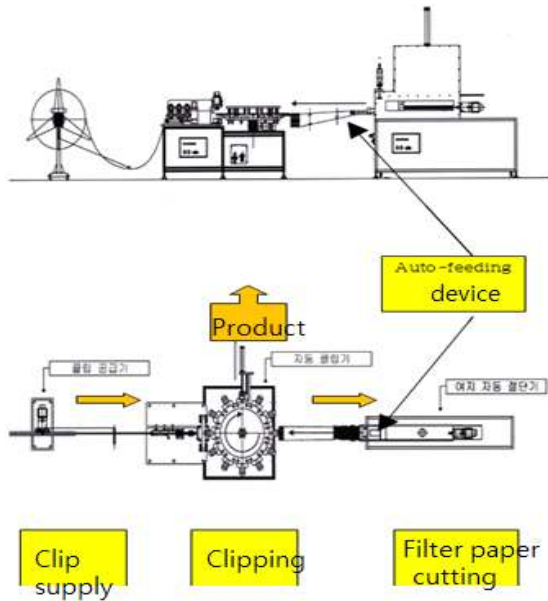 Auto-feeding
device
Product
클립 공급기
자동 클립기
여지 자동 절단기
Clip
supply
Clipping
Filter paper
cutting